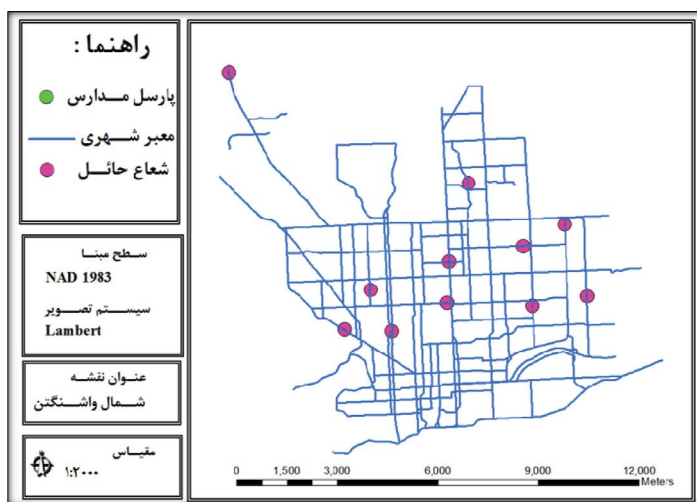 راهنما :
پارسل مدارس
معبر شهری
شعاع حائل
سطح مبنا
NAD 1983
سیستم تصویر
Lambert
عنوان نقشه
شمال واشنگتن
مقیاس
۱:۲۰۰۰
0 1,500 3,000 6,000 9,000 12,000
Meters